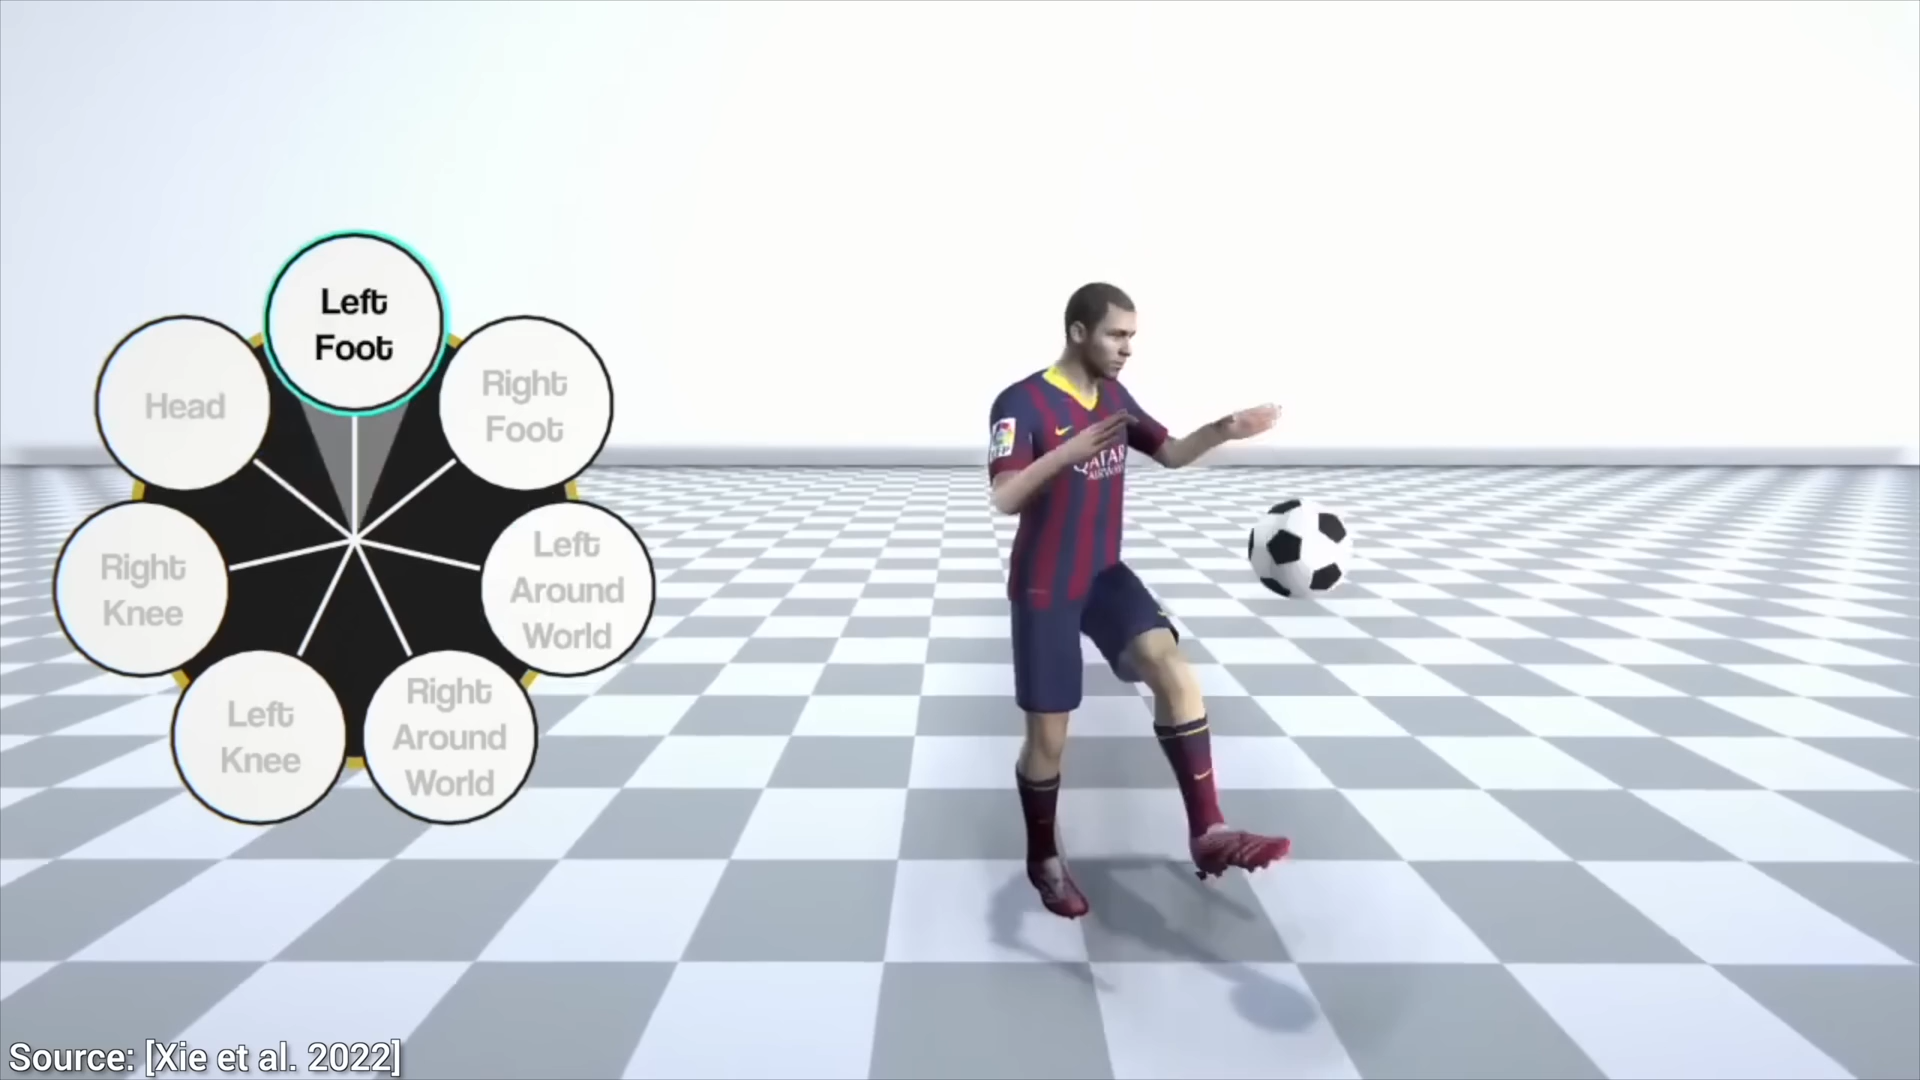 Left
Foot
Head
Right
Foot
Right
Knee
Left
Around
World
Left
Knee
Right
Around
World
QATAR
AIRWAYS
Source: [Xie et al. 2022]